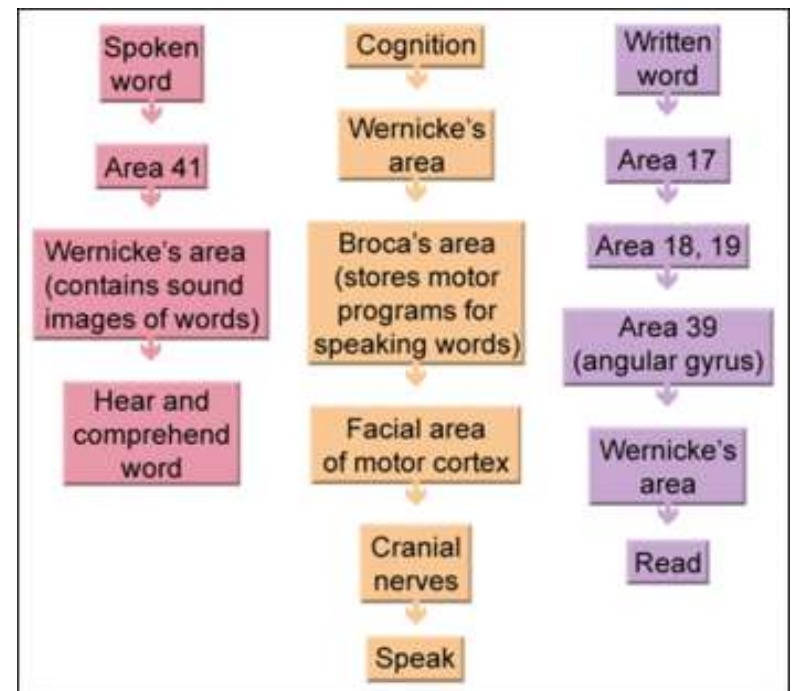 Spoken
word
Area 41
Wernicke's area
(contains sound
images of words)
Hear and
comprehend
word
Cognition
Wernicke's
area
Broca's area
(stores motor
programs for
speaking words)
Facial area
of motor cortex
Cranial
nerves
Speak
Written
word
Area 17
Area 18, 19
Area 39
(angular gyrus)
Wernicke's
area
Read